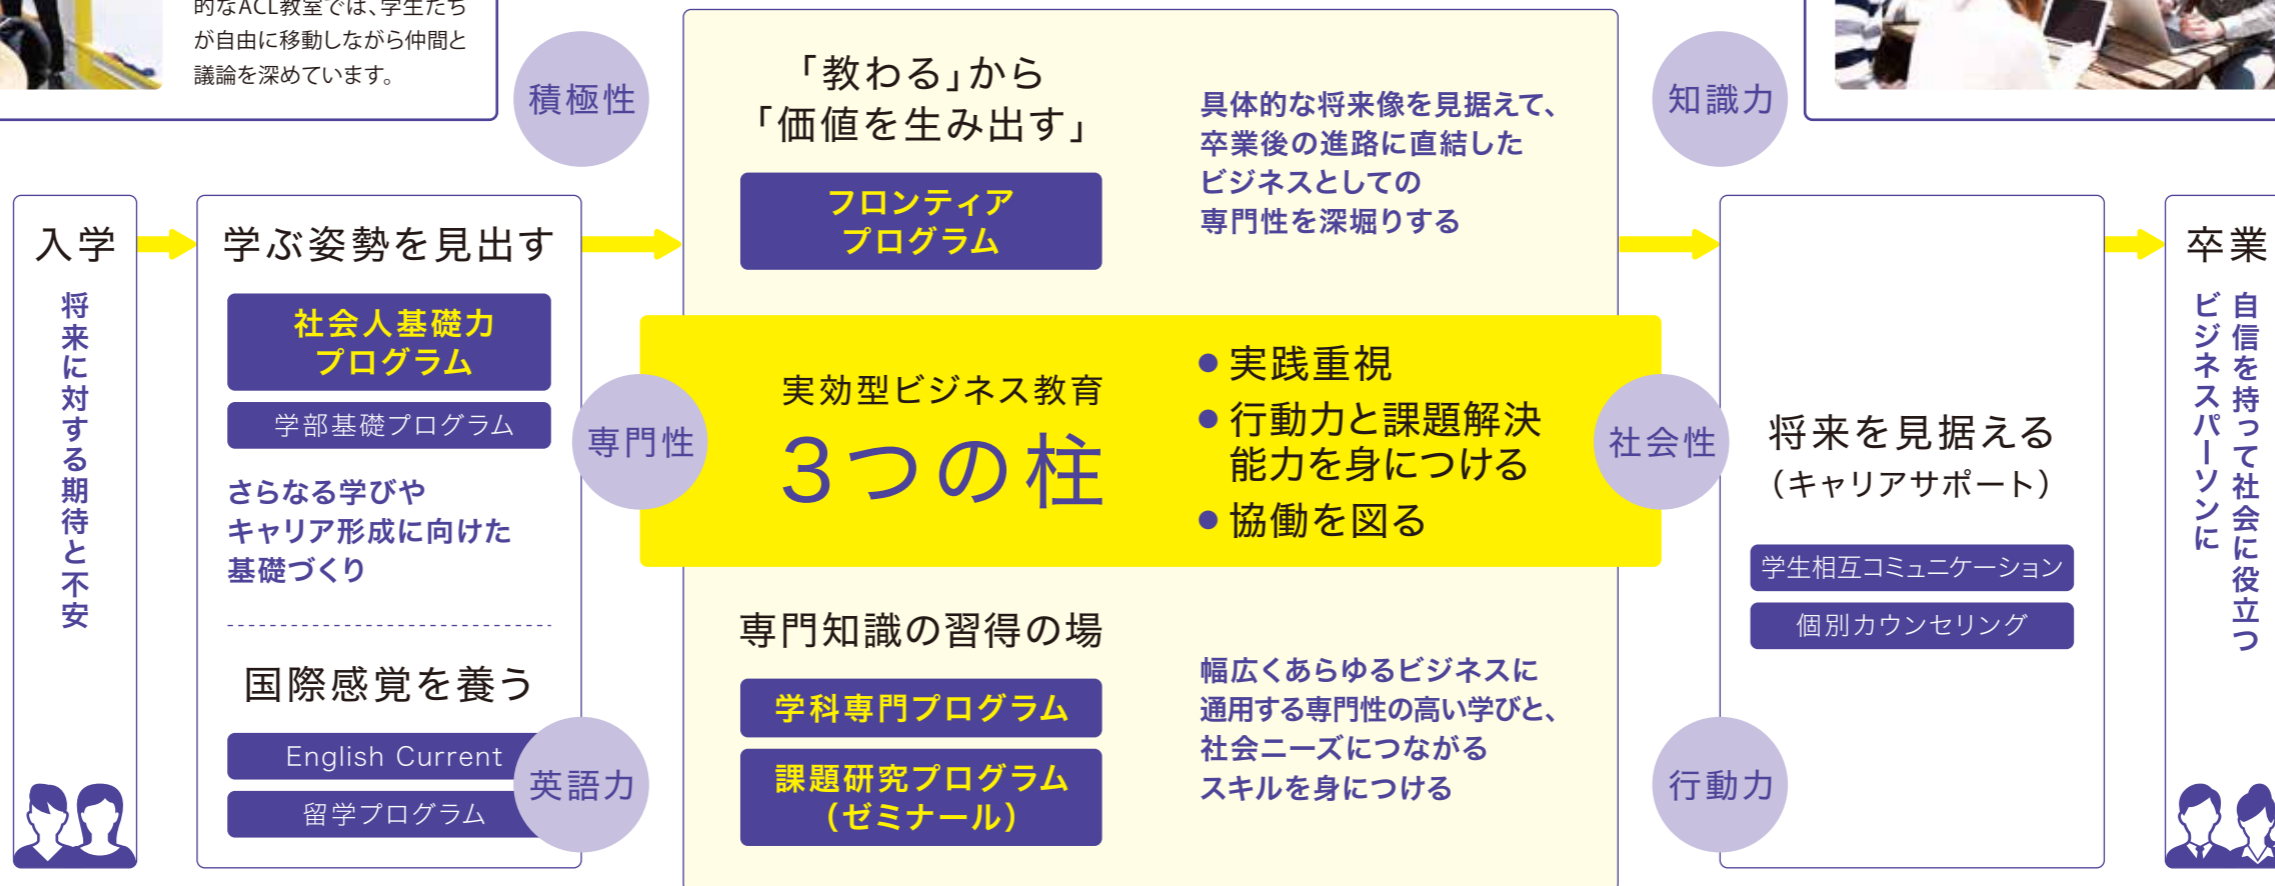 的なACL教室では、学生たち
が自由に移動しながら仲間と
議論を深めています。
積極性
知識力
入学
将来に対する期待と不安
学ぶ姿勢を見出す
社会人基礎力
プログラム
学部基礎プログラム
さらなる学びや
キャリア形成に向けた
基礎づくり
国際感覚を養う
English Current
留学プログラム
専門性
英語力
「教わる」から
「価値を生み出す」
フロンティア
プログラム
具体的な将来像を見据えて、
卒業後の進路に直結した
ビジネスとしての
専門性を深堀りする
実効型ビジネス教育
3つの柱
●実践重視
●行動力と課題解決
能力を身につける
●協働を図る
専門知識の習得の場
学科専門プログラム
課題研究プログラム
（ゼミナール）
幅広くあらゆるビジネスに
通用する専門性の高い学びと、
社会ニーズにつながる
スキルを身につける
社会性
行動力
将来を見据える
（キャリアサポート）
学生相互コミュニケーション
個別カウンセリング
卒業
自信を持って社会に役立つ
ビジネスパーソンに